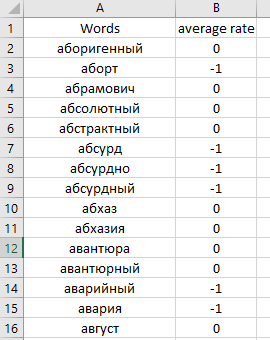 A B
1 Words average rate
2 аборигенный 0
3 аборт -1
4 абрамович 0
5 абсолютный 0
6 абстрактный 0
7 абсурд -1
8 абсурдно -1
9 абсурдный -1
10 абхаз 0
11 абхазия 0
12 авантюра 0
13 авантюрный 0
14 аварийный -1
15 авария -1
16 август 0